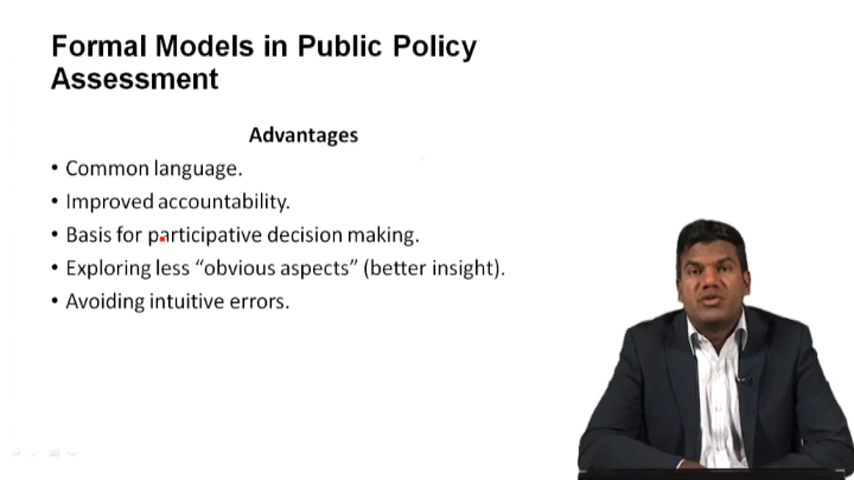 Formal Models in Public Policy
Assessment
Advantages
• Common language.
• Improved accountability.
• Basis for participative decision making.
• Exploring less “obvious aspects” (better insight).
• Avoiding intuitive errors.